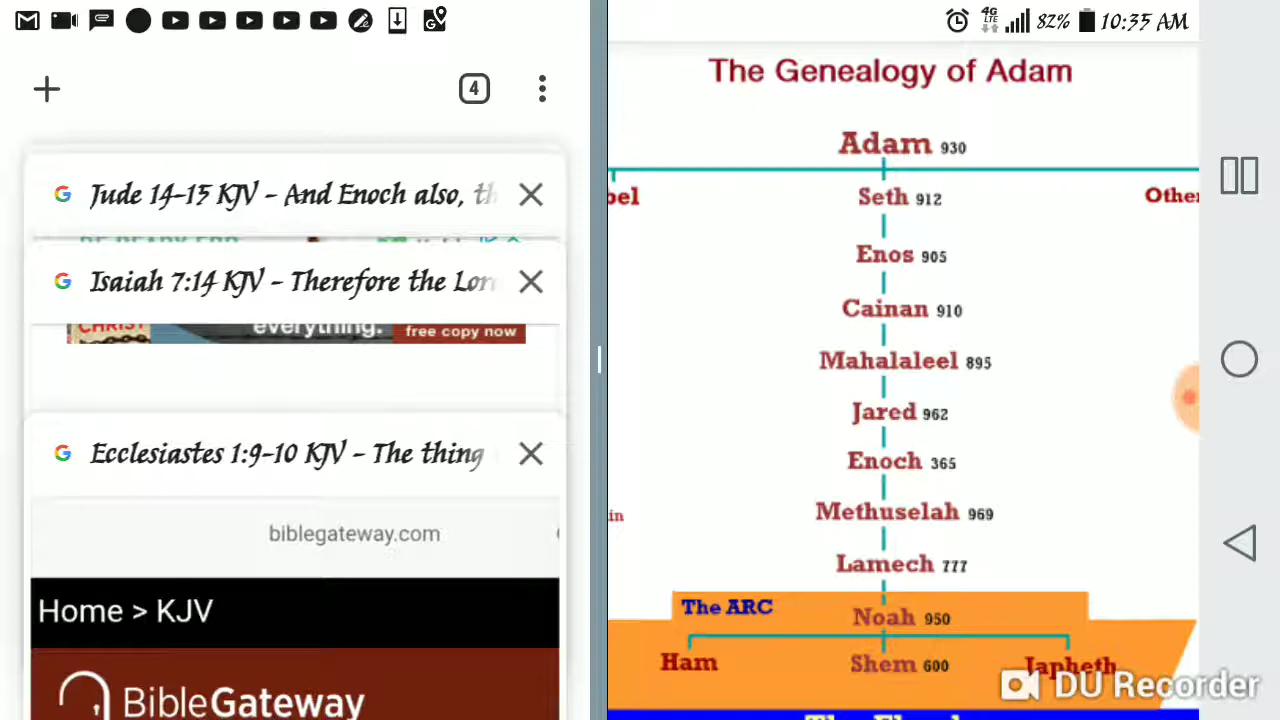 82% 10:35 AM
4G
LTE
4
Jude 14-15 KJV - And Enoch also, th
Isaiah 7:14 KJV - Therefore the Lor
CHRIST everything. free copy now
Ecclesiastes 1:9-10 KJV - The thing
biblegateway.com
Home > KJV
BibleGateway
The Genealogy of Adam
Adam 930
bel Seth 912 Other
Enos 905
Cainan 910
Mahalaleel 895
Jared 962
Enoch 365
in Methuselah 969
Lamech 777
The ARC
Noah 950
Ham Shem 600 Japheth
DU Recorder